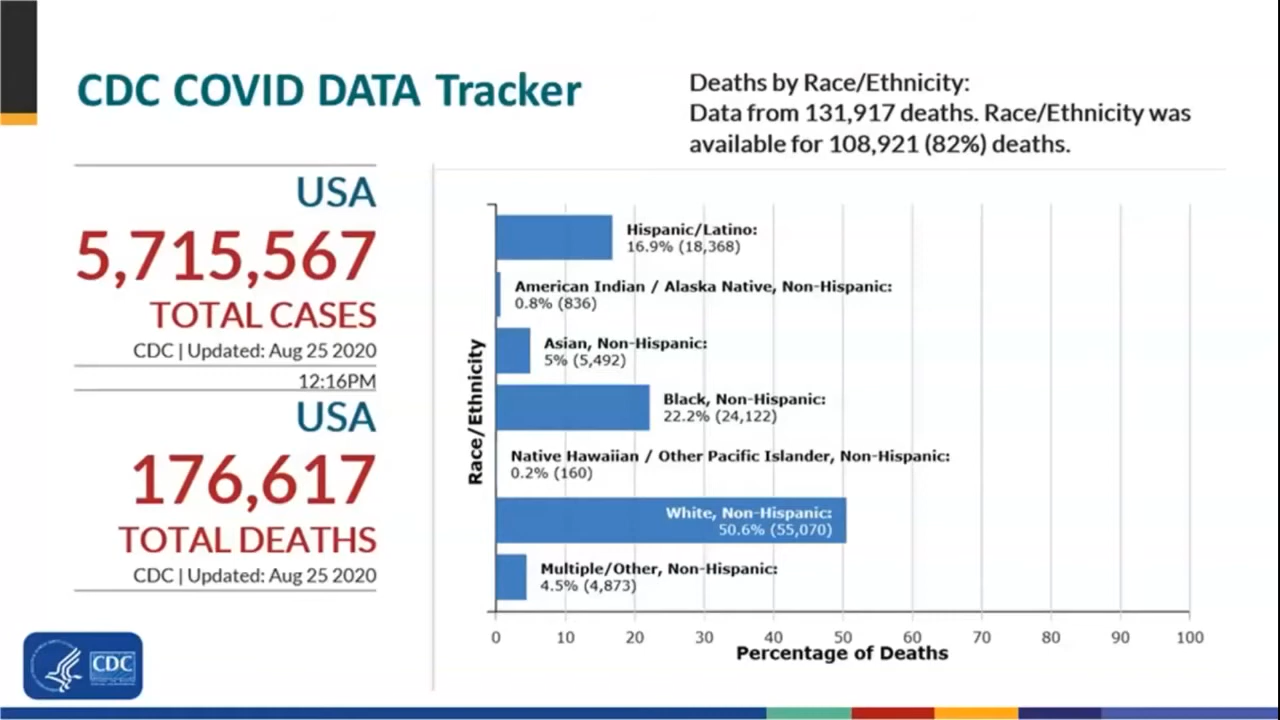 CDC COVID DATA Tracker
Deaths by Race/Ethnicity:
Data from 131,917 deaths. Race/Ethnicity was
available for 108,921 (82%) deaths.
USA
5,715,567
TOTAL CASES
CDC | Updated: Aug 25 2020
12:16PM
USA
176,617
TOTAL DEATHS
CDC | Updated: Aug 25 2020
Race/Ethnicity
Hispanic/Latino:
16.9% (18,368)
American Indian / Alaska Native, Non-Hispanic:
0.8% (836)
Asian, Non-Hispanic:
5% (5,492)
Black, Non-Hispanic:
22.2% (24,122)
Native Hawaiian / Other Pacific Islander, Non-Hispanic:
0.2% (160)
White, Non-Hispanic:
50.6% (55,070)
Multiple/Other, Non-Hispanic:
4.5% (4,873)
0 10 20 30 40 50 60 70 80 90 100
Percentage of Deaths
CDC